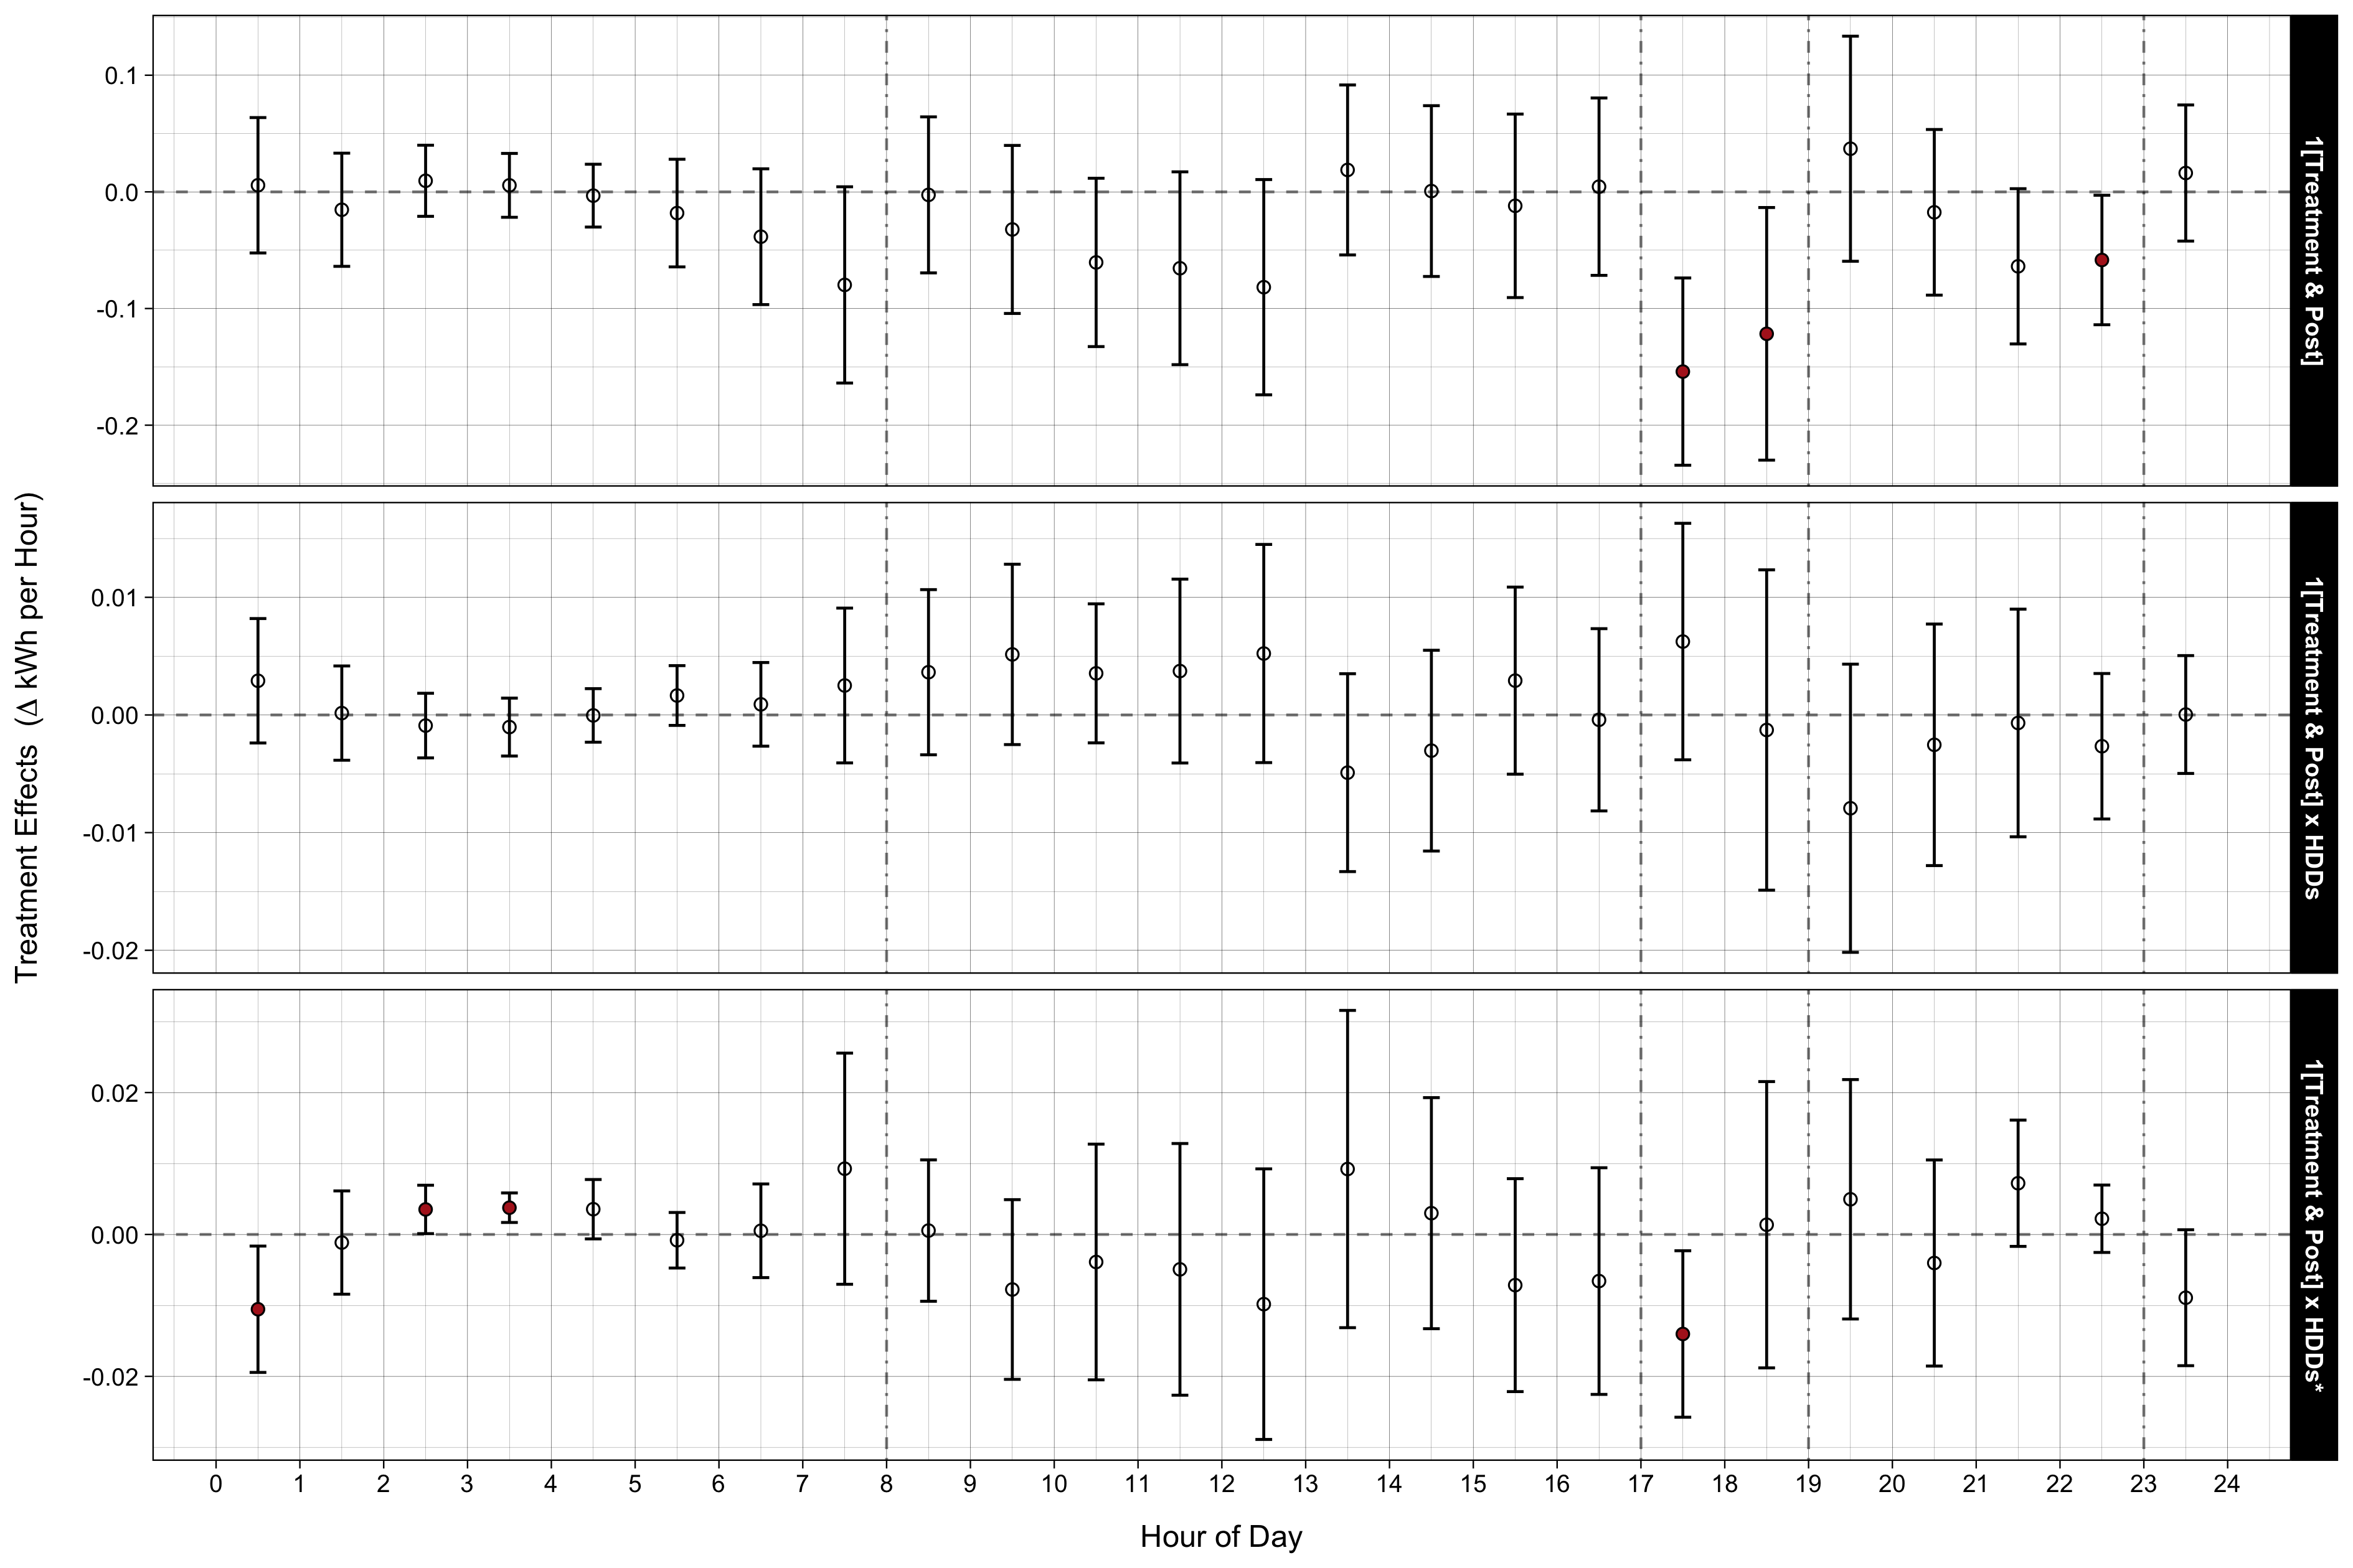 Treatment Effects (Δ kWh per Hour)
0.1
0.0
-0.1
-0.2
1[Treatment & Post]
0.01
0.00
-0.01
-0.02
1[Treatment & Post] x HDDs
0.02
0.00
-0.02
1[Treatment & Post] x HDDs*
0 1 2 3 4 5 6 7 8 9 10 11 12 13 14 15 16 17 18 19 20 21 22 23 24
Hour of Day